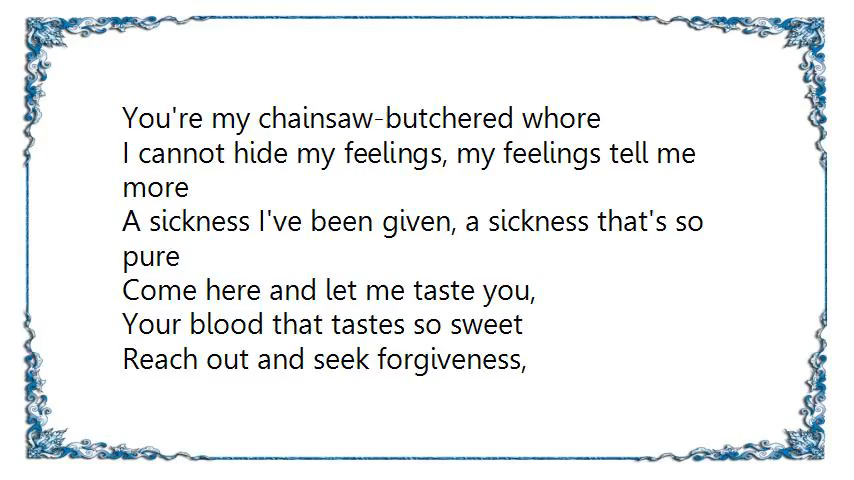 You're my chainsaw-butchered whore
I cannot hide my feelings, my feelings tell me
more
A sickness I've been given, a sickness that's so
pure
Come here and let me taste you,
Your blood that tastes so sweet
Reach out and seek forgiveness,